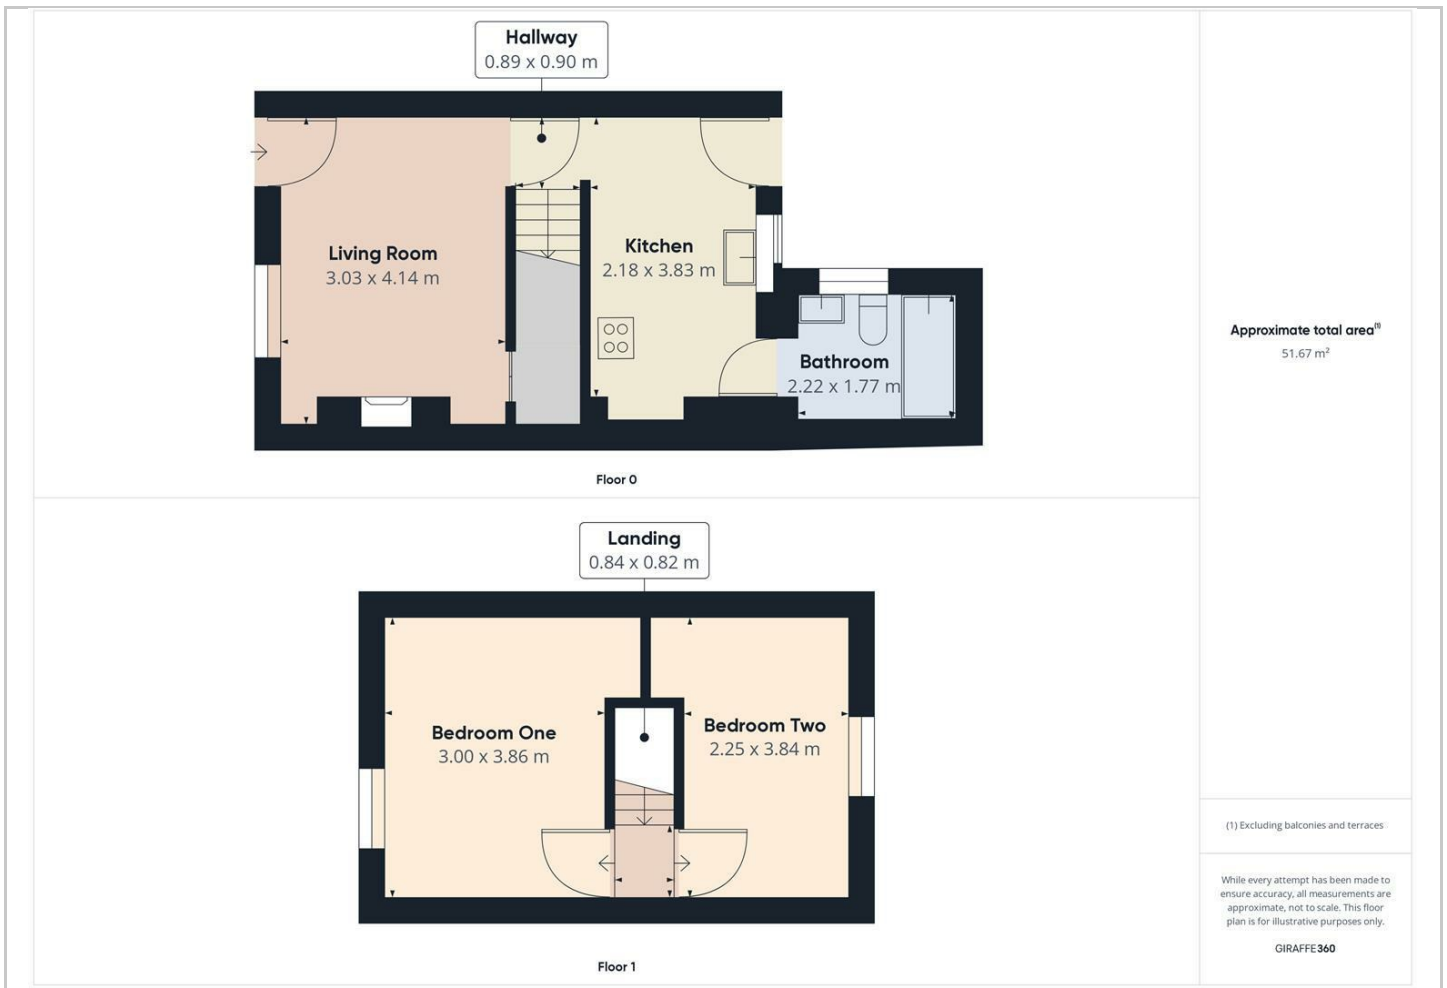 Hallway
0.89 x 0.90 m
Living Room
3.03 x 4.14 m
Kitchen
2.18 x 3.83 m
Bathroom
2.22 x 1.77 m
Floor 0
Landing
0.84 x 0.82 m
Bedroom One
3.00 x 3.86 m
Bedroom Two
2.25 x 3.84 m
Floor 1
Approximate total area(1)
51.67 m²
(1) Excluding balconies and terraces
While every attempt has been made to
ensure accuracy, all measurements are
approximate, not to scale. This floor
plan is for illustrative purposes only.
GIRAFFE360